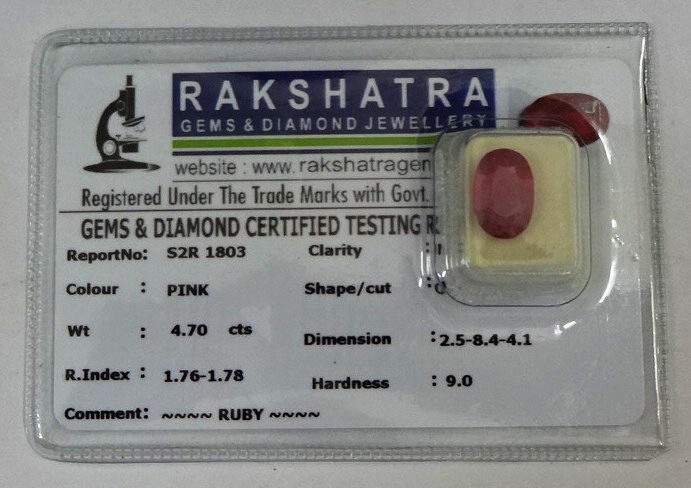 RAKSHATRA
GEMS & DIAMOND JEWELLERY
website : www.rakshatragen
Registered Under The Trade Marks with Govt.
GEMS & DIAMOND CERTIFIED TESTING
ReportNo: S2R 1803 Clarity :
Colour : PINK Shape/cut :
Wt : 4.70 cts Dimension :2.5-8.4-4.1
R.Index : 1.76-1.78 Hardness : 9.0
Comment: ~~~~ RUBY ~~~~